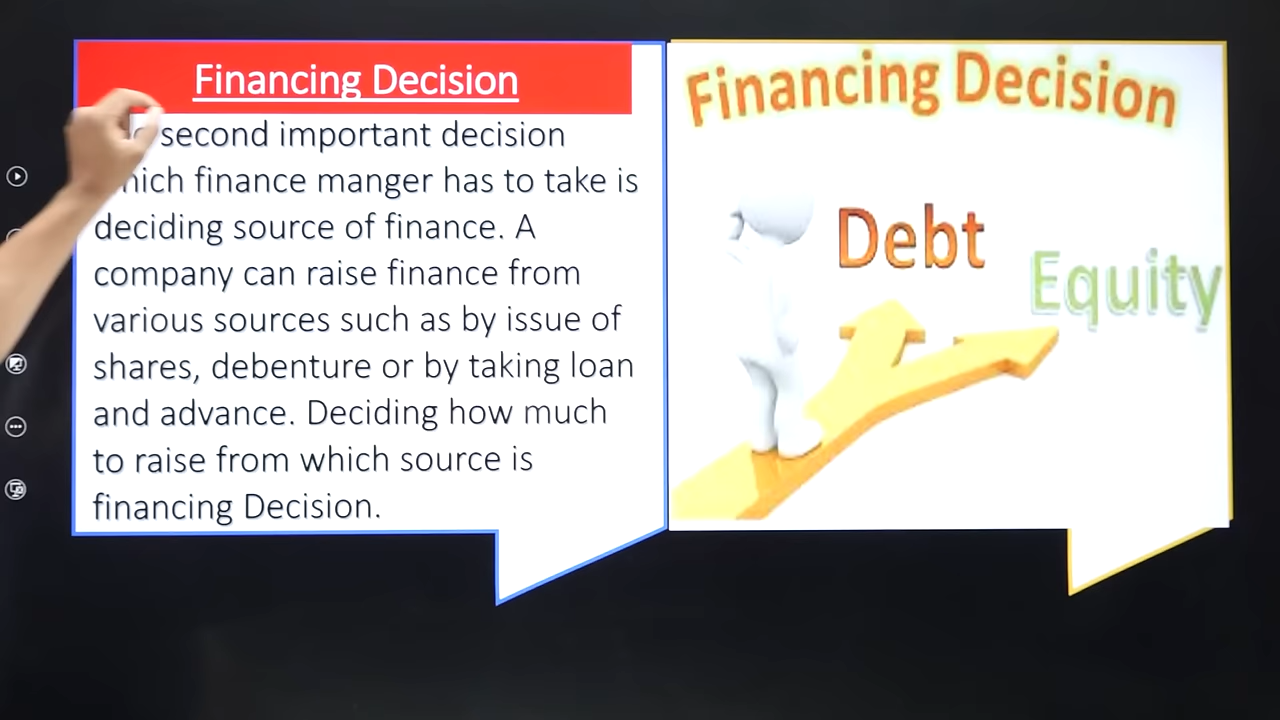 Financing Decision
second important decision
which finance manger has to take is
deciding source of finance. A
company can raise finance from
various sources such as by issue of
shares, debenture or by taking loan
and advance. Deciding how much
to raise from which source is
financing Decision.
Financing Decision
Debt
Equity